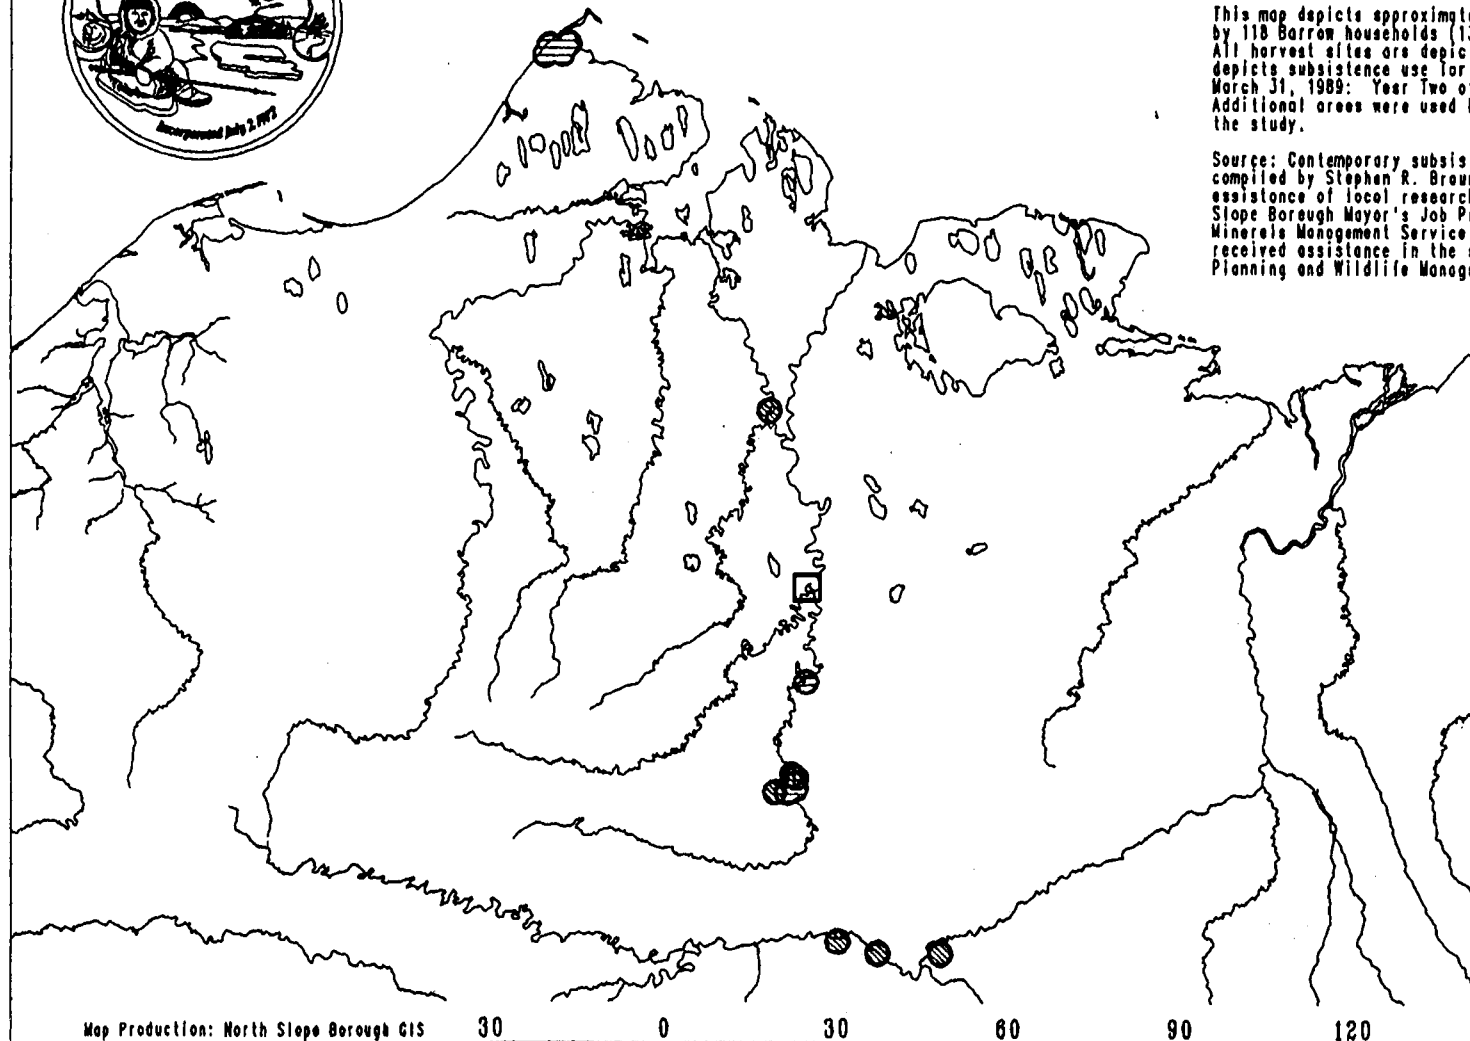 Incorporated July 2, 1972
This map depicts approximat
by 118 Barrow households (13
All harvest sites are depic
depicts subsistence use for
March 31, 1989: Year Two o
Additional areas were used
the study.
Source: Contemporary subsis
compiled by Stephen R. Braun
assistance of local research
Slope Borough Mayor's Job P
Minerals Management Service
received assistance in the
Planning and Wildlife Manag
Map Production: North Slope Borough GIS
30 0 30 60 90 120